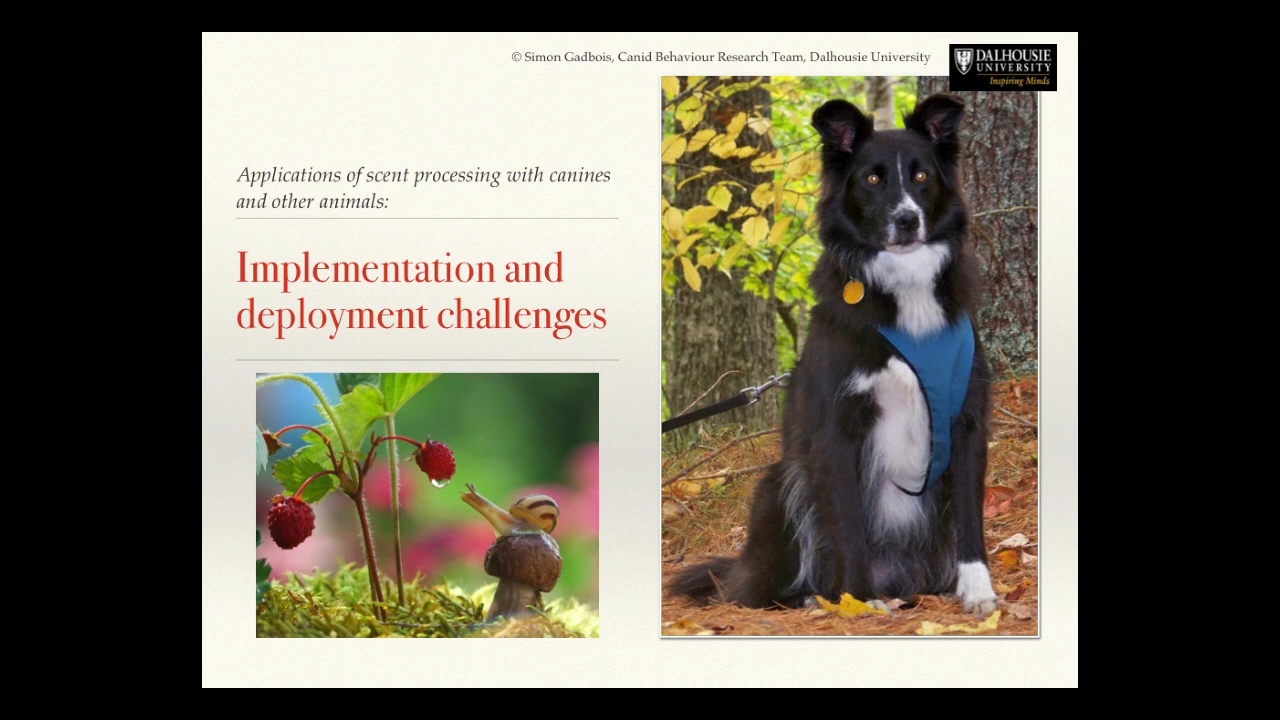 © Simon Gadbois, Canid Behaviour Research Team, Dalhousie University
DALHOUSIE
UNIVERSITY
Inspiring Minds
Applications of scent processing with canines
and other animals:
Implementation and
deployment challenges